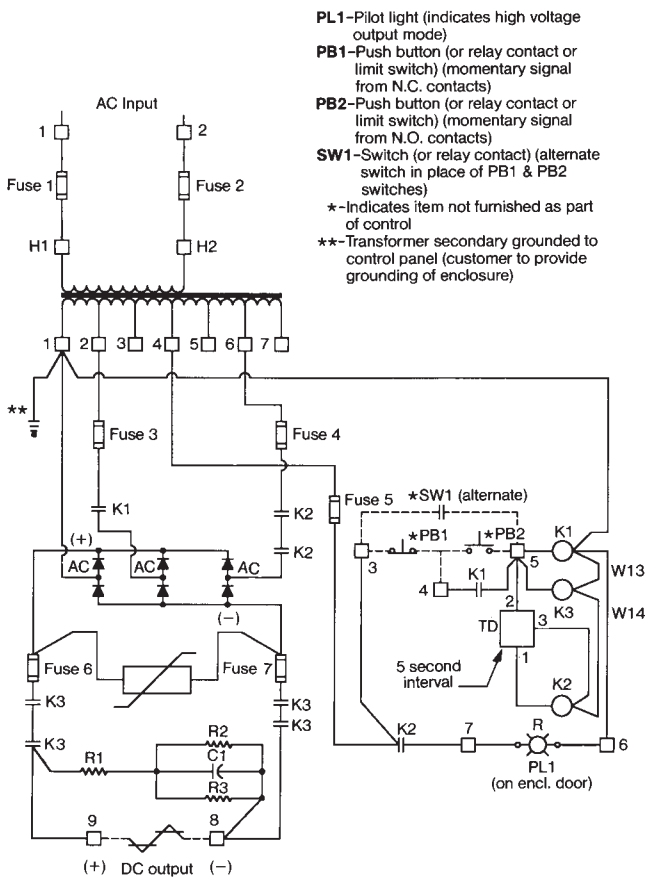 PL1–Pilot light (indicates high voltage
output mode)
PB1–Push button (or relay contact or
limit switch) (momentary signal
from N.C. contacts)
PB2–Push button (or relay contact or
limit switch) (momentary signal
from N.O. contacts)
SW1–Switch (or relay contact) (alternate
switch in place of PB1 & PB2
switches)
*–Indicates item not furnished as part
of control
**–Transformer secondary grounded to
control panel (customer to provide
grounding of enclosure)
AC Input
1 2
Fuse 1 Fuse 2
H1 H2
1 2 3 4 5 6 7
**
Fuse 3 Fuse 4
Fuse 5
*SW1 (alternate)
K1 K2
K2
*PB1 *PB2 K1
(+)
3 5
AC AC AC
W13
4 K1 K3
2 W14
(–)
TD 3
1
5 second
interval
K2
Fuse 6 Fuse 7
K3 K3
K3 K3
K2 7 R 6
PL1
(on encl. door)
R2
C1
R1
R3
9 8
(+) DC output (–)